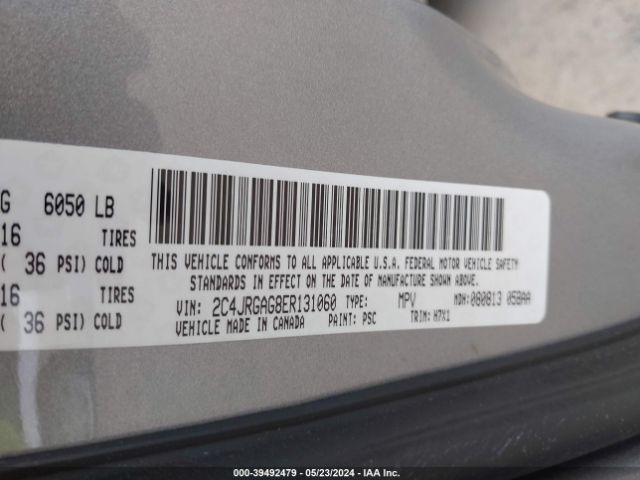 G 6050 LB
16 TIRES
( 36 PSI) COLD
16 TIRES
( 36 PSI) COLD
THIS VEHICLE CONFORMS TO ALL APPLICABLE U.S.A. FEDERAL MOTOR VEHICLE SAFETY
STANDARDS IN EFFECT ON THE DATE OF MANUFACTURE SHOWN ABOVE.
VIN: 2C4JRGAG8ER131060 TYPE: MPV MDH: 080813 05BAA
VEHICLE MADE IN CANADA PAINT: PSC TRIM: H7X1
000-39492479 - 05/23/2024 - IAA Inc.